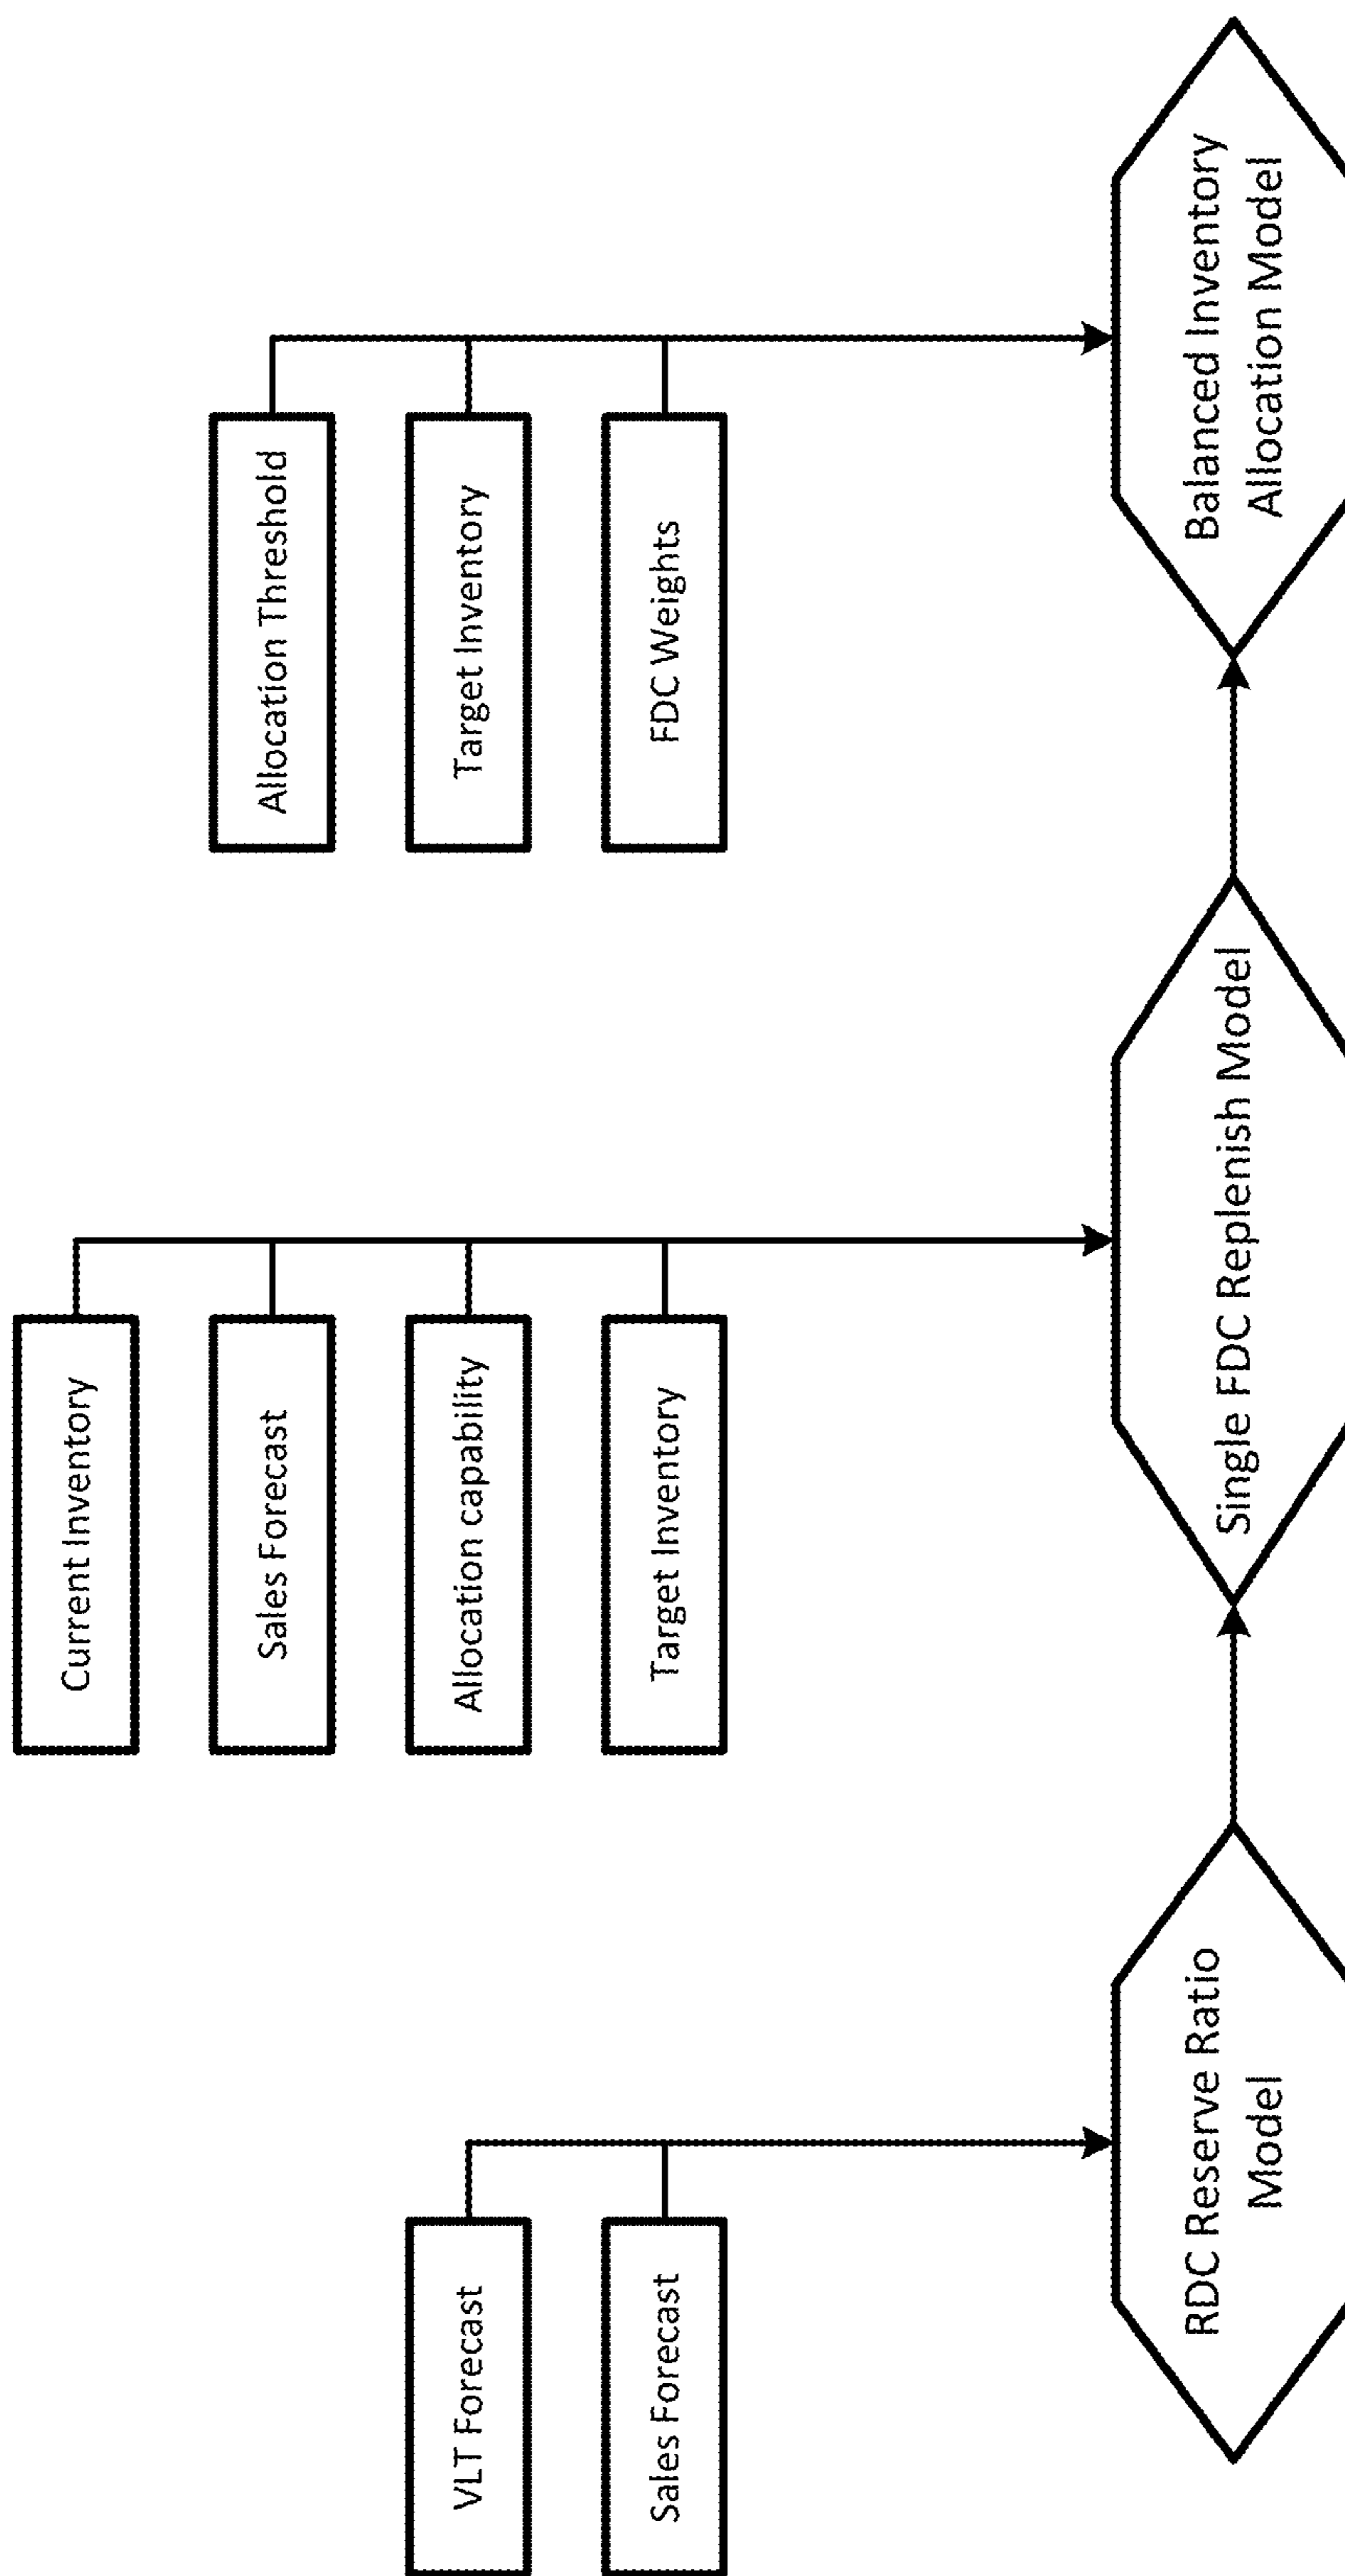 VLT Forecast
Sales Forecast
RDC Reserve Ratio
Model
Current Inventory
Sales Forecast
Allocation capability
Target Inventory
Single FDC Replenish Model
Allocation Threshold
Target Inventory
FDC Weights
Balanced Inventory
Allocation Model